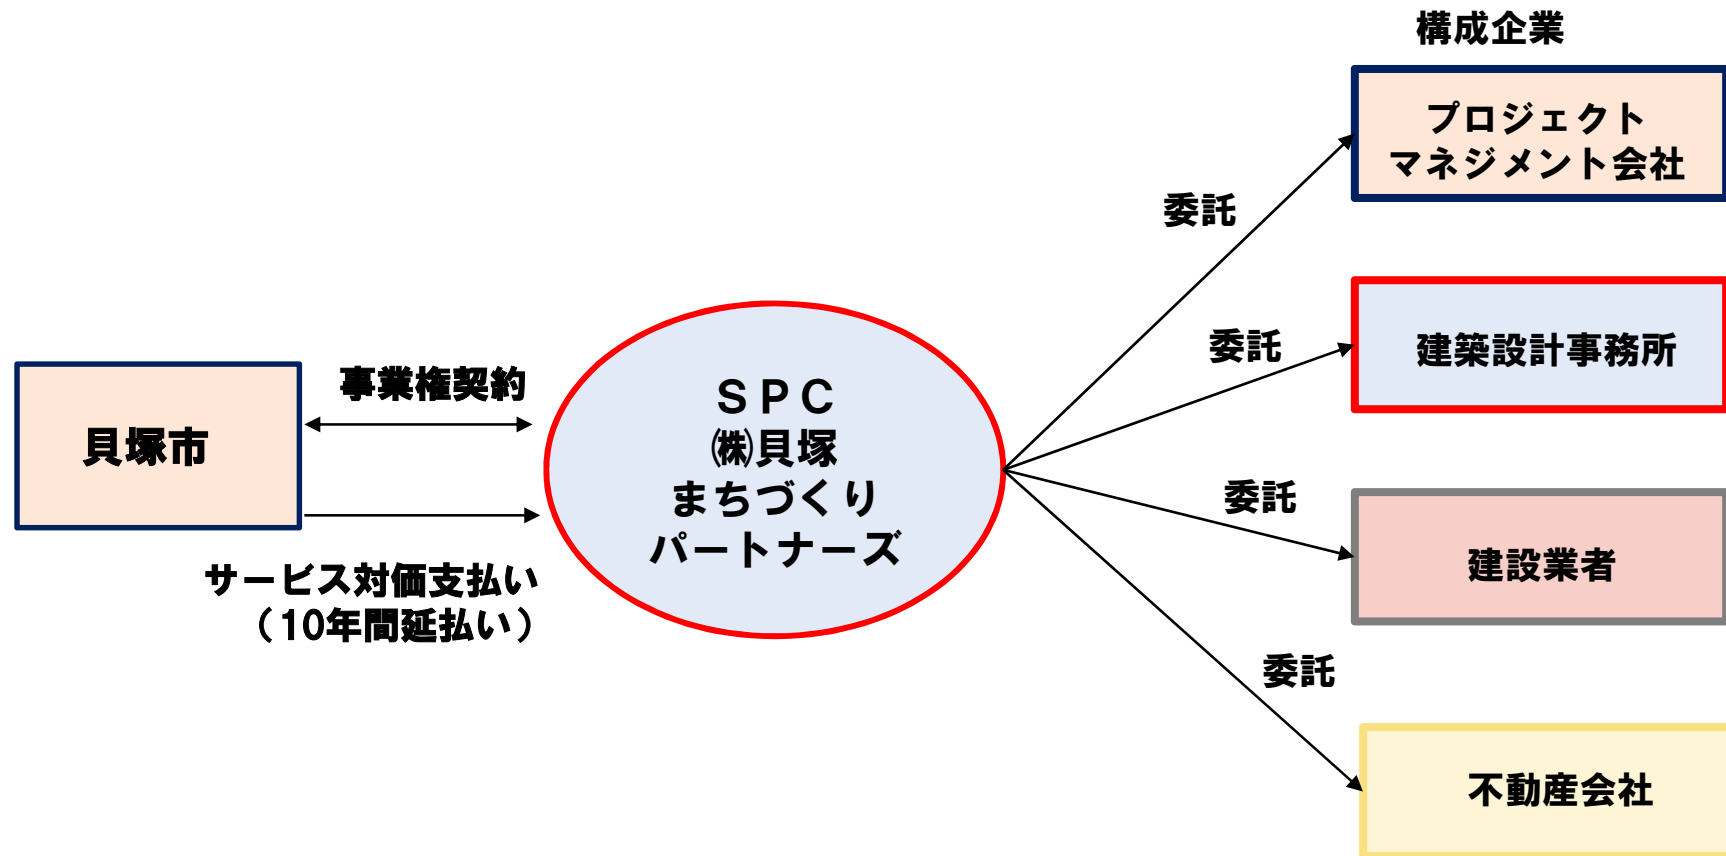 構成企業
プロジェクト
マネジメント会社
委託
建築設計事務所
委託
貝塚市
事業権契約
サービス対価支払い
（10年間延払い）
ＳＰＣ
㈱貝塚
まちづくり
パートナーズ
委託
建設業者
委託
不動産会社